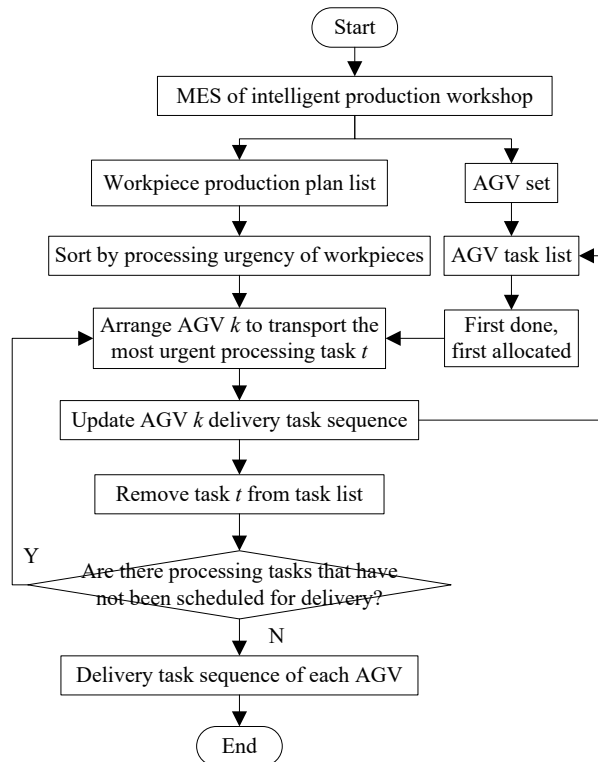 Start
MES of intelligent production workshop
Workpiece production plan list
AGV set
Sort by processing urgency of workpieces
AGV task list
Arrange AGV k to transport the
most urgent processing task t
First done,
first allocated
Update AGV k delivery task sequence
Remove task t from task list
Y
Are there processing tasks that have
not been scheduled for delivery?
N
Delivery task sequence of each AGV
End